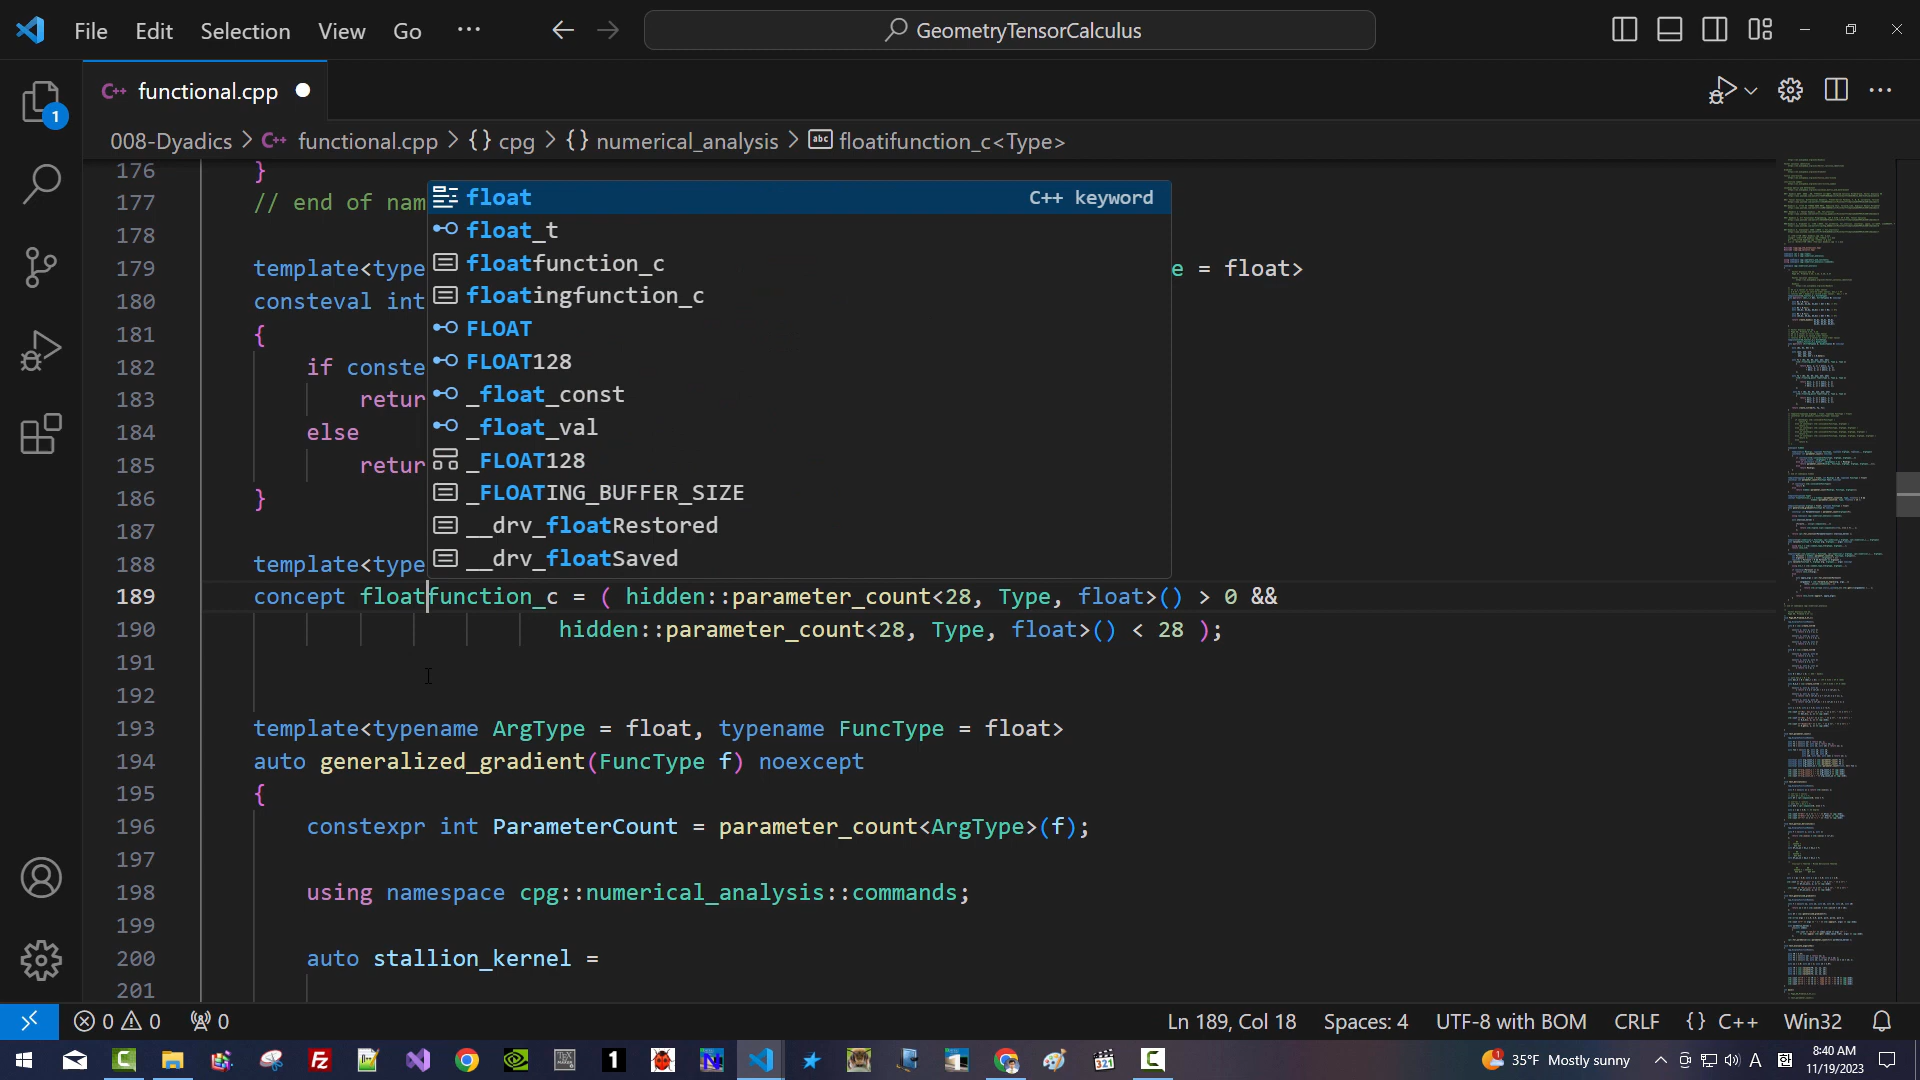 File Edit Selection View Go ··· GeometryTensorCalculus
C++ functional.cpp
008-Dyadics > C++ functional.cpp > {} cpg > {} numerical_analysis > abc floatifunction_c<Type>
176 }
177 // end of nam
178
179 template<type e = float>
180 consteval int
181 {
182 if conste
183 retur
184 else
185 retur
186 }
187
188 template<type
float C++ keyword
float_t
floatfunction_c
floatingfunction_c
FLOAT
FLOAT128
_float_const
_float_val
_FLOAT128
_FLOATING_BUFFER_SIZE
__drv_floatRestored
__drv_floatSaved
189 concept floatfunction_c = ( hidden::parameter_count<28, Type, float>() > 0 &&
190 hidden::parameter_count<28, Type, float>() < 28 );
191
192
193 template<typename ArgType = float, typename FuncType = float>
194 auto generalized_gradient(FuncType f) noexcept
195 {
196 constexpr int ParameterCount = parameter_count<ArgType>(f);
197
198 using namespace cpg::numerical_analysis::commands;
199
200 auto stallion_kernel =
201
1
0 0 0 Ln 189, Col 18 Spaces: 4 UTF-8 with BOM CRLF {} C++ Win32
35°F Mostly sunny A 8:40 AM
11/19/2023